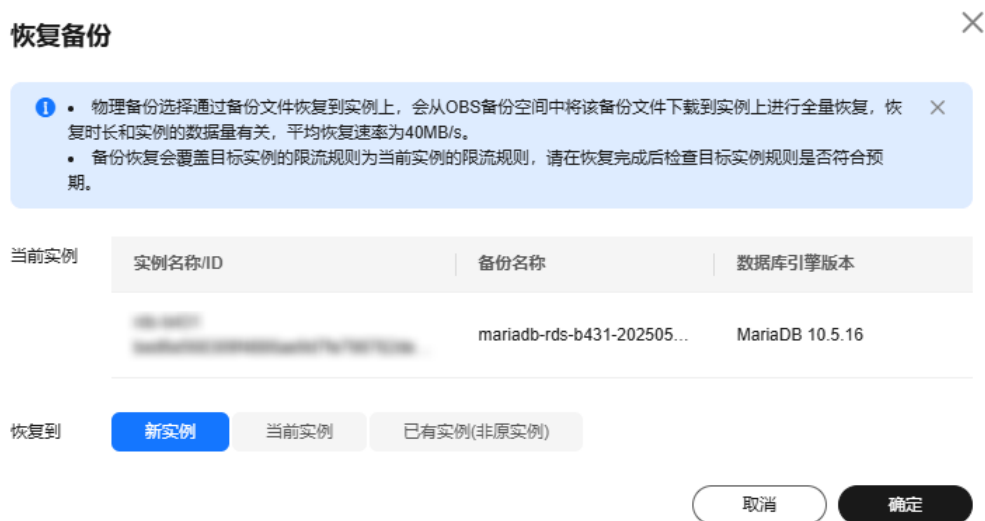 恢复备份
• 物理备份选择通过备份文件恢复到实例上，会从OBS备份空间中将该备份文件下载到实例上进行全量恢复，恢
复时长和实例的数据量有关，平均恢复速率为40MB/s。
• 备份恢复会覆盖目标实例的限流规则为当前实例的限流规则，请在恢复完成后检查目标实例规则是否符合预
期。
当前实例 实例名称/ID 备份名称 数据库引擎版本
mariadb-rds-b431-202505... MariaDB 10.5.16
恢复到 新实例 当前实例 已有实例(非原实例)
取消 确定